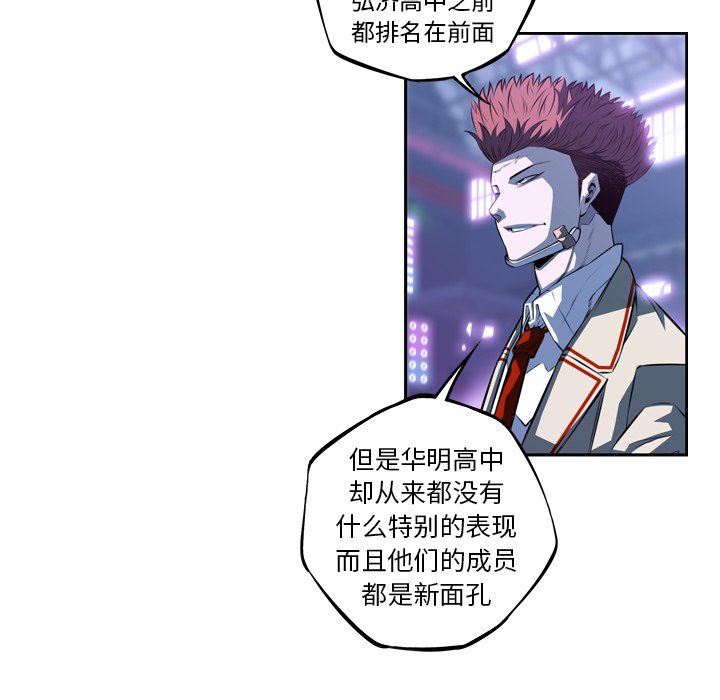 弘济高中之前
都排名在前面
但是华明高中
却从来都没有
什么特别的表现
而且他们的成员
都是新面孔